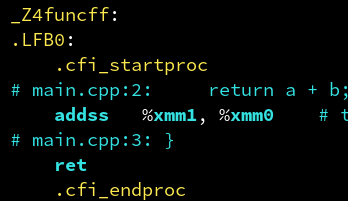 _Z4funcff:
.LFB0:
.cfi_startproc
# main.cpp:2:     return a + b;
addss   %xmm1, %xmm0    # t
# main.cpp:3: }
ret
.cfi_endproc